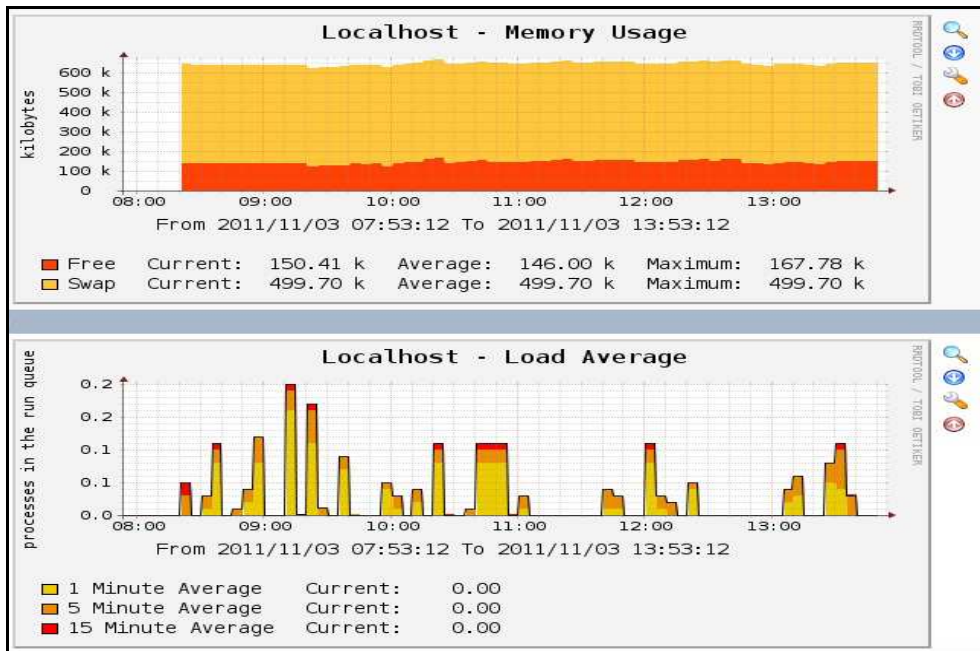 Localhost - Memory Usage
RRDTOOL / TOBI OETIKER
kilobytes
600 k
500 k
400 k
300 k
200 k
100 k
0
08:00 09:00 10:00 11:00 12:00 13:00
From 2011/11/03 07:53:12 To 2011/11/03 13:53:12
Free Current: 150.41 k Average: 146.00 k Maximum: 167.78 k
Swap Current: 499.70 k Average: 499.70 k Maximum: 499.70 k
Localhost - Load Average
RRDTOOL / TOBI OETIKER
processes in the run queue
0.2
0.2
0.1
0.1
0.0
08:00 09:00 10:00 11:00 12:00 13:00
From 2011/11/03 07:53:12 To 2011/11/03 13:53:12
1 Minute Average Current: 0.00
5 Minute Average Current: 0.00
15 Minute Average Current: 0.00